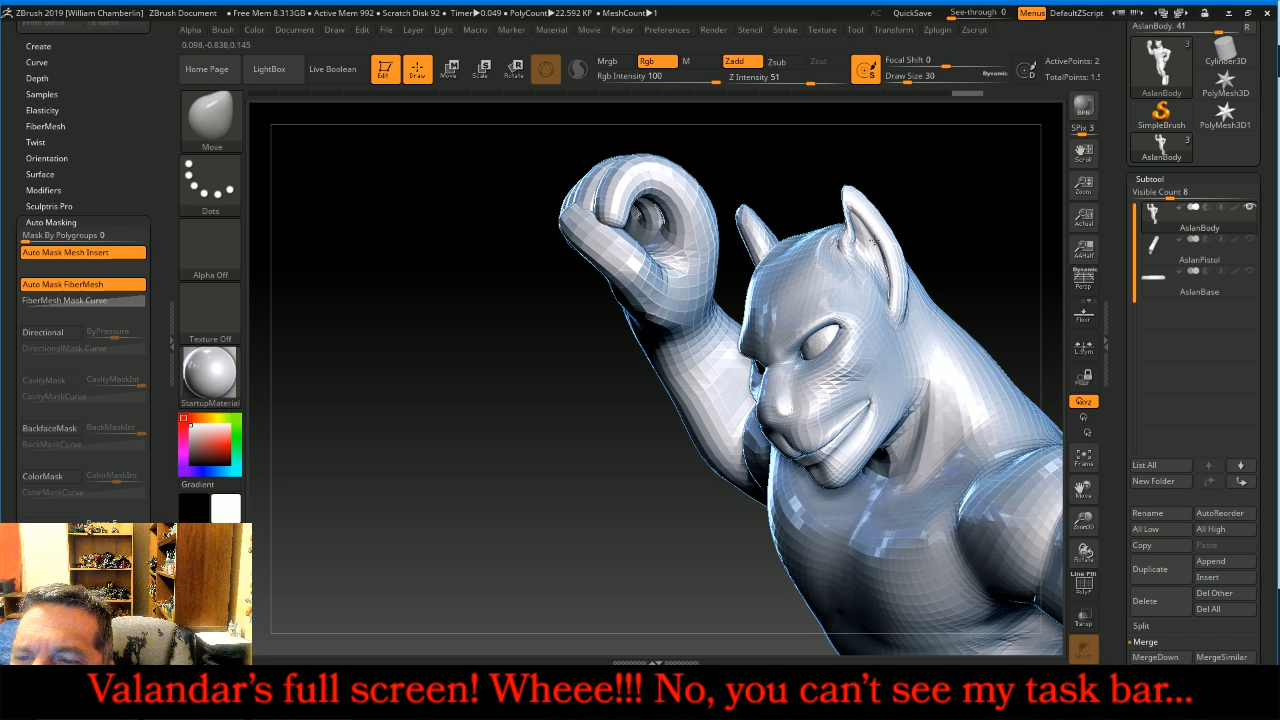 ZBrush 2019 [William Chamberlin] ZBrush Document • Free Mem 8.313GB • Active Mem 992 • Scratch Disk 92 • Timer▶0.049 • PolyCount▶22.592 KP • MeshCount▶1 AC QuickSave See-through 0 Menus DefaultZScript
Alpha Brush Document Draw Edit File Layer Light Macro Marker Material Movie Picker Preferences Render Stencil Stroke Texture Tool Transform Zplugin Zscript
0.098,-0.838,0.145
Home Page LightBox Live Boolean Edit Draw Move Scale Rotate
Mrgb Rgb M Zadd Zsub Zcut
Rgb Intensity 100 Z Intensity 51
Focal Shift 0
Draw Size 30 Dynamic
ActivePoints: 2
TotalPoints: 1.5
Create
Curve
Depth
Samples
Elasticity
FiberMesh
Twist
Orientation
Surface
Modifiers
Sculptris Pro
Auto Masking
Mask By Polygroups 0
Auto Mask Mesh Insert
Auto Mask FiberMesh
FiberMesh Mask Curve
Directional ByPressure
DirectionalMask Curve
CavityMask CavityMaskInt
CavityMaskCurve
BackfaceMask BackMaskInt
BackMaskCurve
ColorMask ColorMaskInt
ColorMaskCurve
Move
Dots
Alpha Off
Texture Off
StartupMaterial
Gradient
BPR
SPix 3
Scroll
Zoom
Actual
AAHalf
Dynamic
Persp
Floor
L.Sym
XYZ
Frame
Move
Zoom3D
Rotate
Line Fill
PolyF
Transp
AslanBody. 41 R
3
AslanBody
Cylinder3D
PolyMesh3D
SimpleBrush
PolyMesh3D1
3
AslanBody
Subtool
Visible Count 8
AslanBody
AslanPistol
AslanBase
List All
New Folder
Rename AutoReorder
All Low All High
Copy Paste
Duplicate Append
Insert
Delete Del Other
Del All
Split
Merge
MergeDown MergeSimilar
Valandar's full screen! Wheee!!! No, you can't see my task bar...